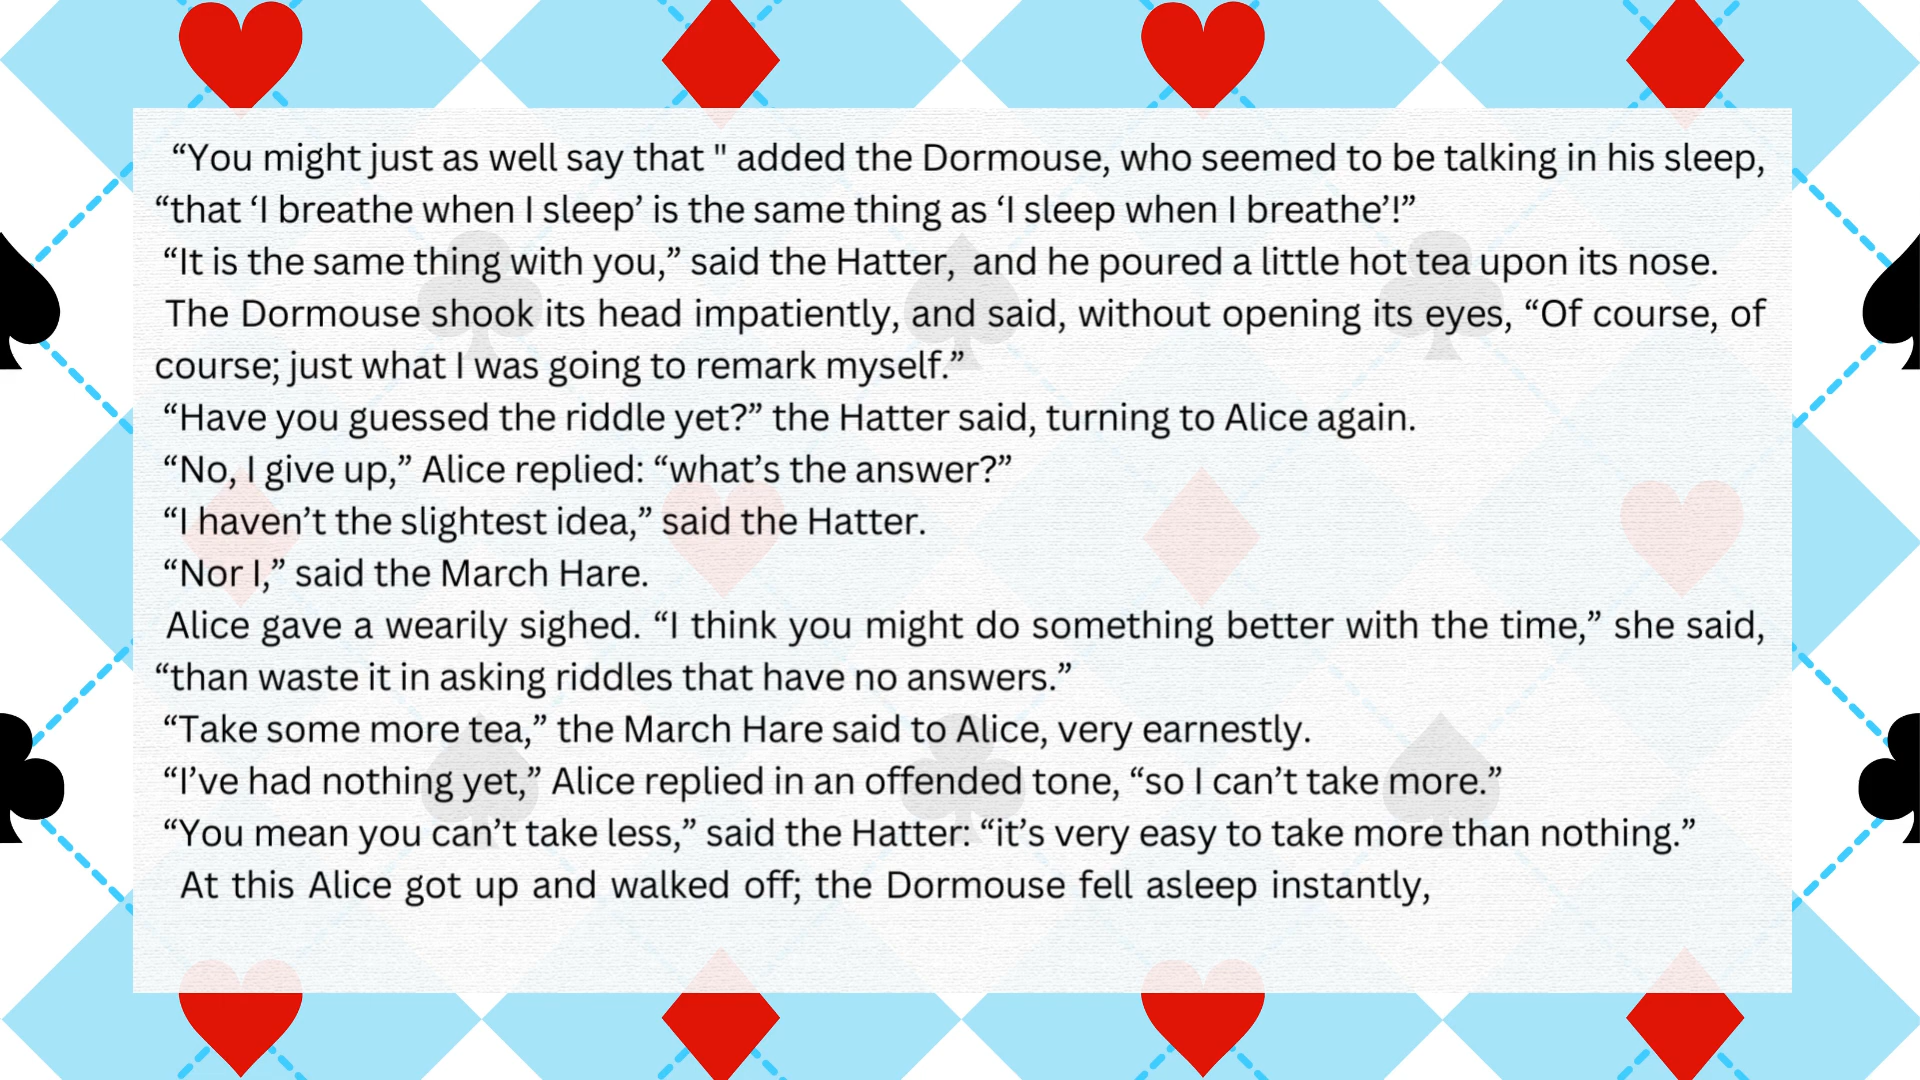 “You might just as well say that " added the Dormouse, who seemed to be talking in his sleep,
“that ‘I breathe when I sleep’ is the same thing as ‘I sleep when I breathe’!”
“It is the same thing with you,” said the Hatter, and he poured a little hot tea upon its nose.
The Dormouse shook its head impatiently, and said, without opening its eyes, “Of course, of
course; just what I was going to remark myself.”
“Have you guessed the riddle yet?” the Hatter said, turning to Alice again.
“No, I give up,” Alice replied: “what’s the answer?”
“I haven’t the slightest idea,” said the Hatter.
“Nor I,” said the March Hare.
Alice gave a wearily sighed. “I think you might do something better with the time,” she said,
“than waste it in asking riddles that have no answers.”
“Take some more tea,” the March Hare said to Alice, very earnestly.
“I’ve had nothing yet,” Alice replied in an offended tone, “so I can’t take more.”
“You mean you can’t take less,” said the Hatter: “it’s very easy to take more than nothing.”
At this Alice got up and walked off; the Dormouse fell asleep instantly,